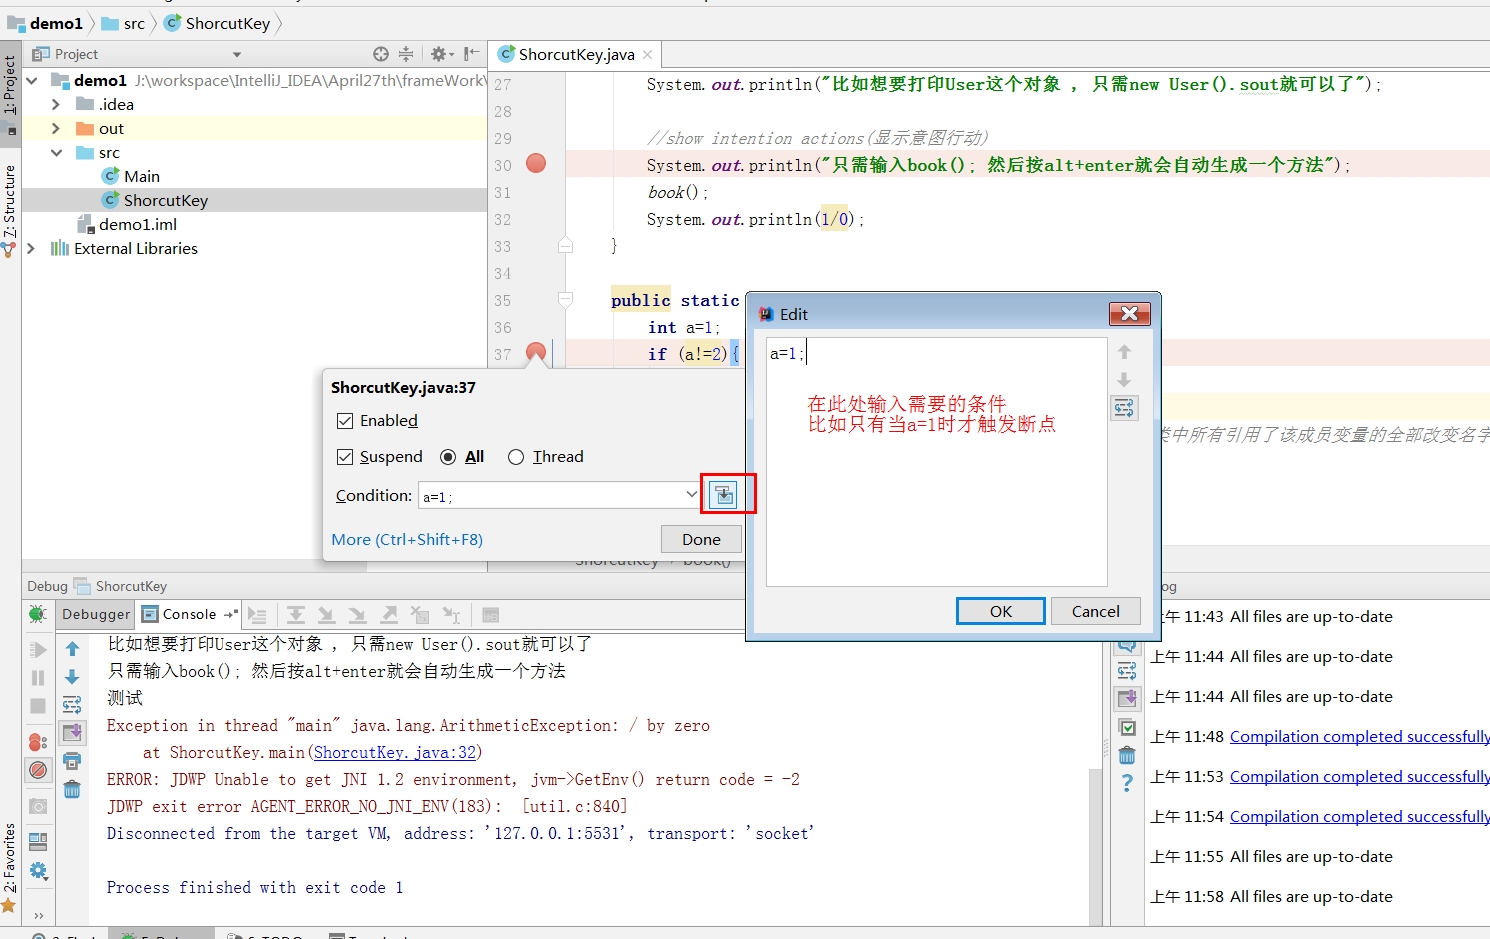 demo1 src ShorcutKey
Project
ShorcutKey.java
1: Project
7: Structure
2: Favorites
demo1 J:\workspace\IntelliJ_IDEA\April27th\frameWork\
.idea
out
src
Main
ShorcutKey
demo1.iml
External Libraries
27 System.out.println("比如想要打印User这个对象 , 只需new User().sout就可以了");
28
29 //show intention actions(显示意图行动)
30 System.out.println("只需输入book(); 然后按alt+enter就会自动生成一个方法");
31 book();
32 System.out.println(1/0);
33 }
34
35 public static
36 int a=1;
37 if (a!=2){
类中所有引用了该成员变量的全部改变名字
ShorcutKey.java:37
Enabled
Suspend All Thread
Condition: a=1;
More (Ctrl+Shift+F8) Done
Edit
a=1;
在此处输入需要的条件
比如只有当a=1时才触发断点
OK Cancel
ShorcutKey book()
Debug ShorcutKey
Debugger Console
比如想要打印User这个对象 , 只需new User().sout就可以了
只需输入book(); 然后按alt+enter就会自动生成一个方法
测试
Exception in thread "main" java.lang.ArithmeticException: / by zero
at ShorcutKey.main(ShorcutKey.java:32)
ERROR: JDWP Unable to get JNI 1.2 environment, jvm->GetEnv() return code = -2
JDWP exit error AGENT_ERROR_NO_JNI_ENV(183): [util.c:840]
Disconnected from the target VM, address: '127.0.0.1:5531', transport: 'socket'
Process finished with exit code 1
上午 11:43 All files are up-to-date
上午 11:44 All files are up-to-date
上午 11:44 All files are up-to-date
上午 11:48 Compilation completed successfully
上午 11:53 Compilation completed successfully
上午 11:54 Compilation completed successfully
上午 11:55 All files are up-to-date
上午 11:58 All files are up-to-date